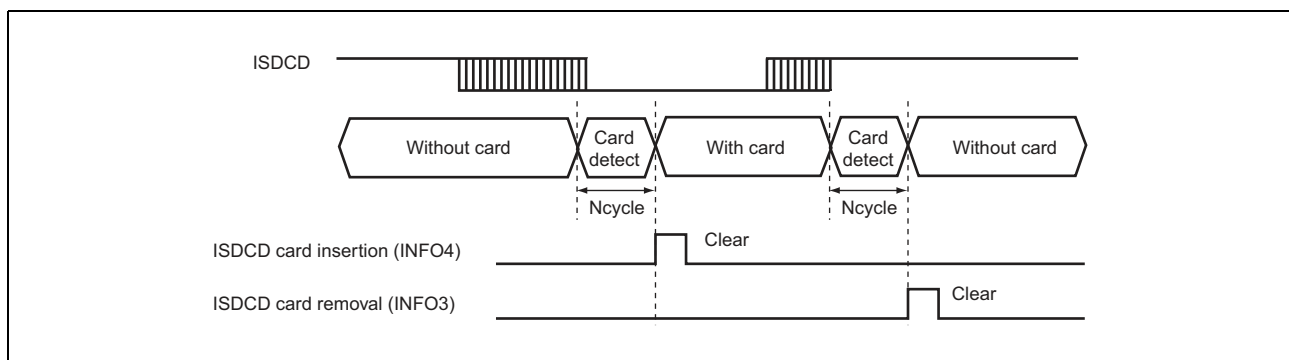 ISDCD
Without card
Card
detect
With card
Card
detect
Without card
Ncycle
Ncycle
ISDCD card insertion (INFO4)
Clear
ISDCD card removal (INFO3)
Clear